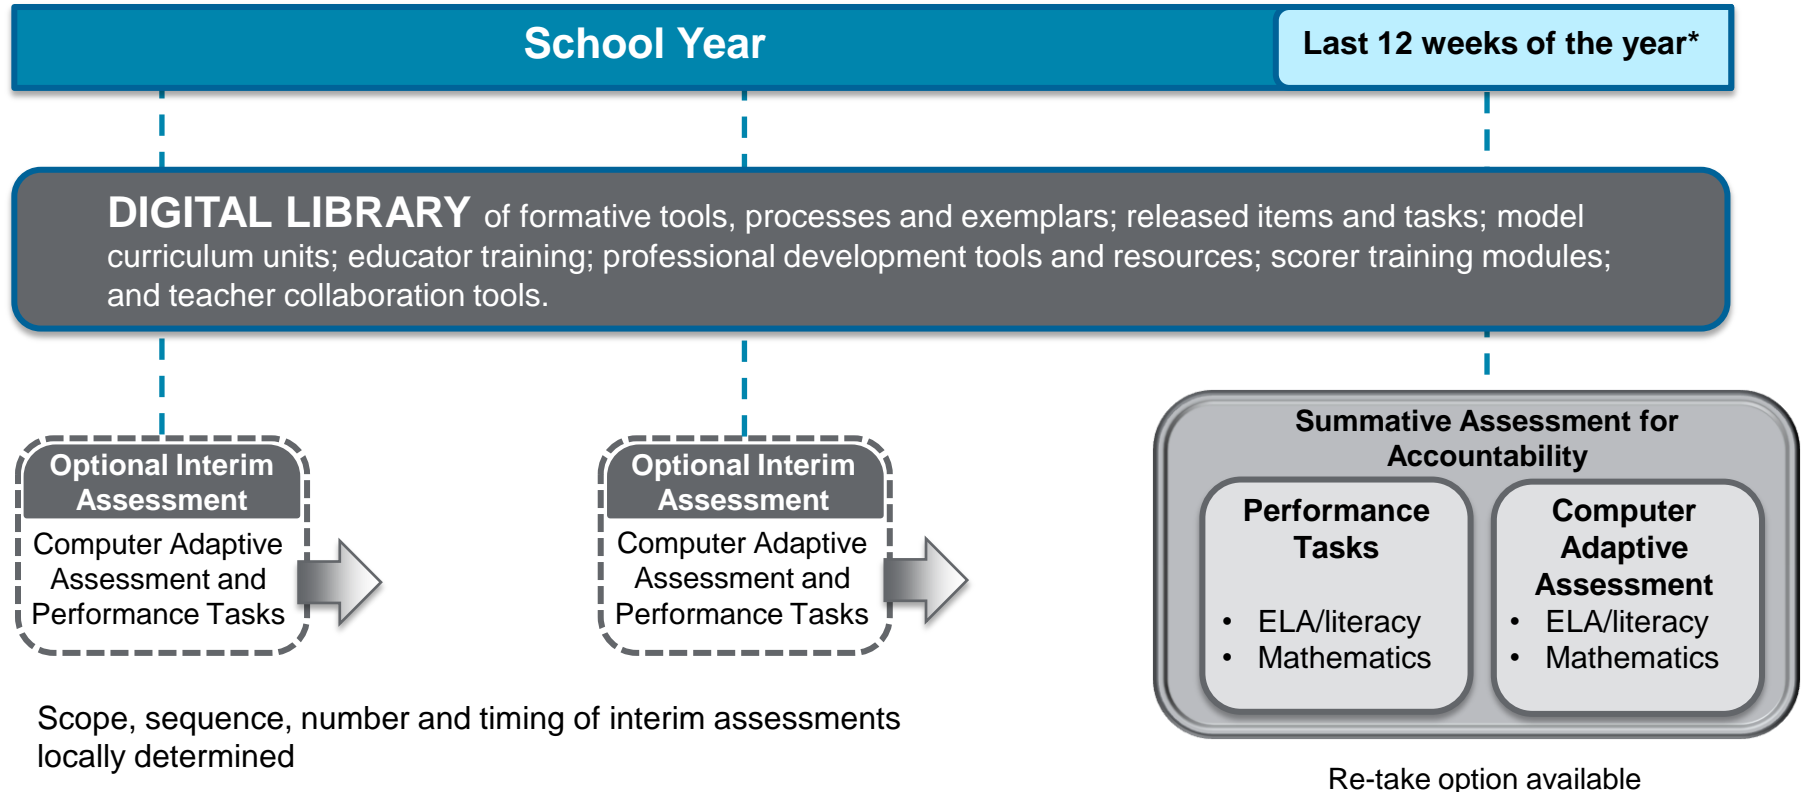 School Year
Last 12 weeks of the year*
DIGITAL LIBRARY of formative tools, processes and exemplars; released items and tasks; model
curriculum units; educator training; professional development tools and resources; scorer training modules;
and teacher collaboration tools.
Optional Interim
Assessment
Computer Adaptive
Assessment and
Performance Tasks
Optional Interim
Assessment
Computer Adaptive
Assessment and
Performance Tasks
Summative Assessment for
Accountability
Performance
Tasks
• ELA/literacy
• Mathematics
Computer
Adaptive
Assessment
• ELA/literacy
• Mathematics
Scope, sequence, number and timing of interim assessments
locally determined
Re-take option available